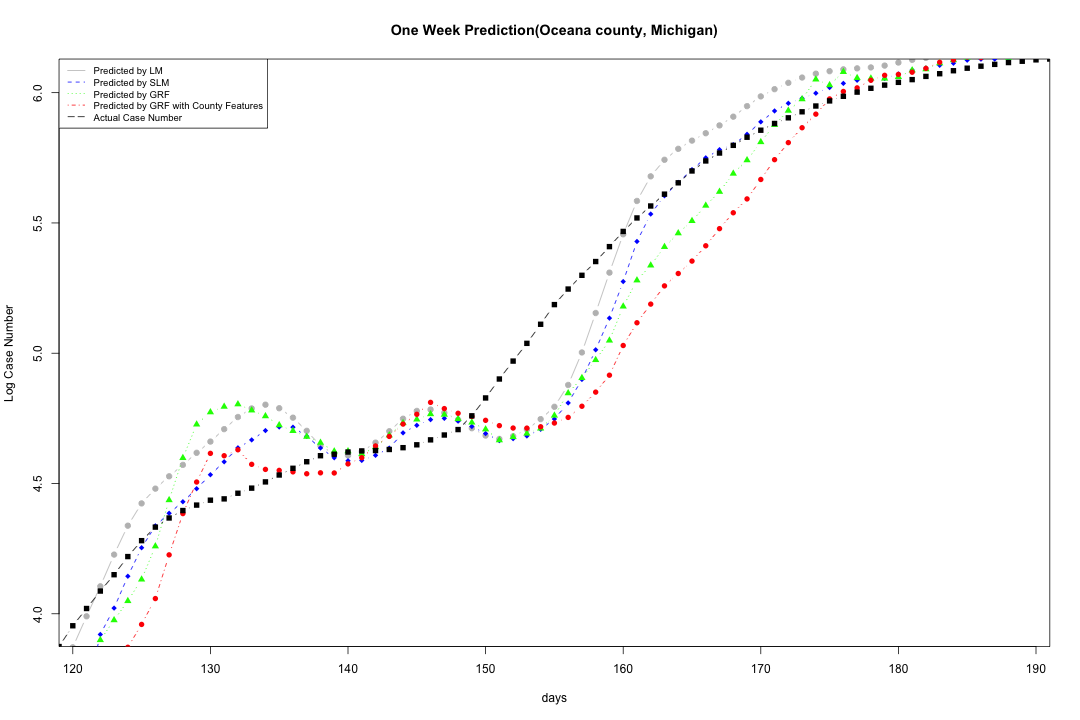 One Week Prediction(Oceana county, Michigan)
Predicted by LM
Predicted by SLM
Predicted by GRF
Predicted by GRF with County Features
Actual Case Number
Log Case Number
6.0
5.5
5.0
4.5
4.0
120 130 140 150 160 170 180 190
days